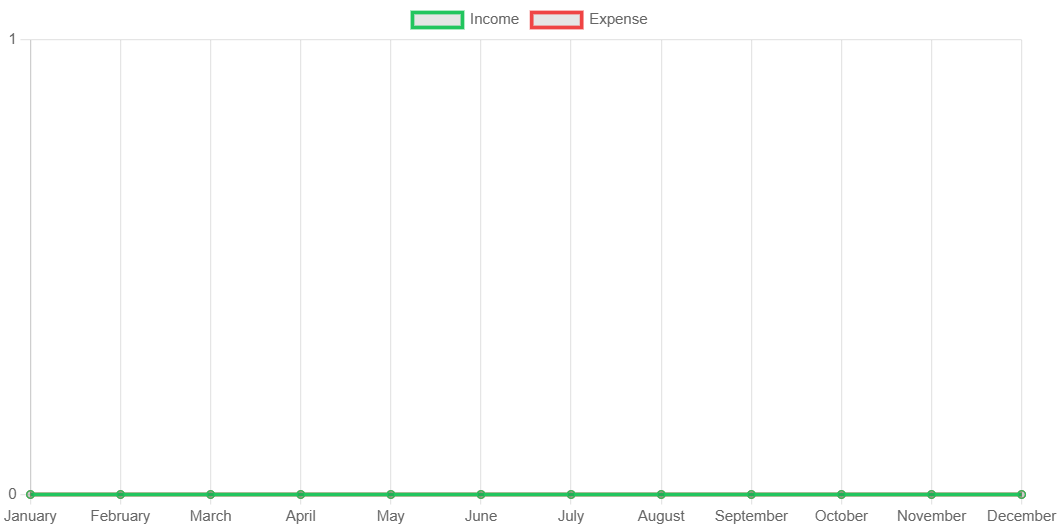 Income Expense
1
0
January February March April May June July August September October November December